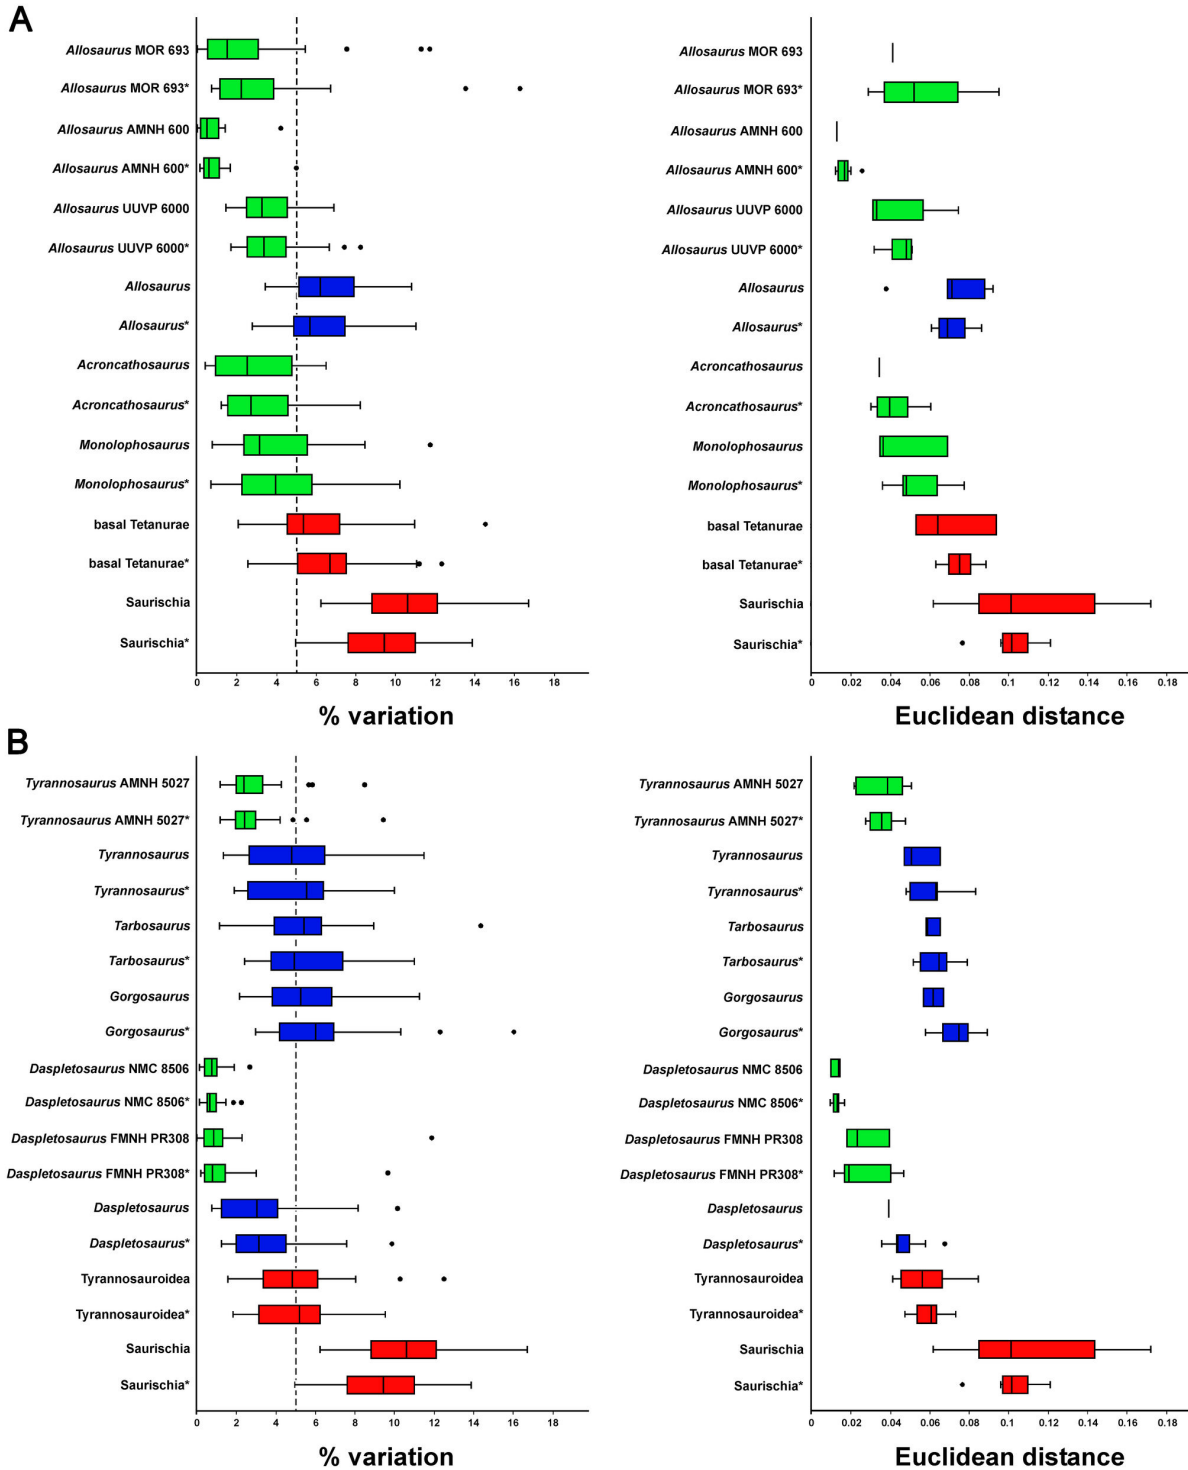 A
Allosaurus MOR 693
Allosaurus MOR 693*
Allosaurus AMNH 600
Allosaurus AMNH 600*
Allosaurus UUVP 6000
Allosaurus UUVP 6000*
Allosaurus
Allosaurus*
Acroncathosaurus
Acroncathosaurus*
Monolophosaurus
Monolophosaurus*
basal Tetanurae
basal Tetanurae*
Saurischia
Saurischia*
0 2 4 6 8 10 12 14 16 18
% variation
Allosaurus MOR 693
Allosaurus MOR 693*
Allosaurus AMNH 600
Allosaurus AMNH 600*
Allosaurus UUVP 6000
Allosaurus UUVP 6000*
Allosaurus
Allosaurus*
Acroncathosaurus
Acroncathosaurus*
Monolophosaurus
Monolophosaurus*
basal Tetanurae
basal Tetanurae*
Saurischia
Saurischia*
0 0.02 0.04 0.06 0.08 0.1 0.12 0.14 0.16 0.18
Euclidean distance
B
Tyrannosaurus AMNH 5027
Tyrannosaurus AMNH 5027*
Tyrannosaurus
Tyrannosaurus*
Tarbosaurus
Tarbosaurus*
Gorgosaurus
Gorgosaurus*
Daspletosaurus NMC 8506
Daspletosaurus NMC 8506*
Daspletosaurus FMNH PR308
Daspletosaurus FMNH PR308*
Daspletosaurus
Daspletosaurus*
Tyrannosauroidea
Tyrannosauroidea*
Saurischia
Saurischia*
0 2 4 6 8 10 12 14 16 18
% variation
Tyrannosaurus AMNH 5027
Tyrannosaurus AMNH 5027*
Tyrannosaurus
Tyrannosaurus*
Tarbosaurus
Tarbosaurus*
Gorgosaurus
Gorgosaurus*
Daspletosaurus NMC 8506
Daspletosaurus NMC 8506*
Daspletosaurus FMNH PR308
Daspletosaurus FMNH PR308*
Daspletosaurus
Daspletosaurus*
Tyrannosauroidea
Tyrannosauroidea*
Saurischia
Saurischia*
0 0.02 0.04 0.06 0.08 0.1 0.12 0.14 0.16 0.18
Euclidean distance